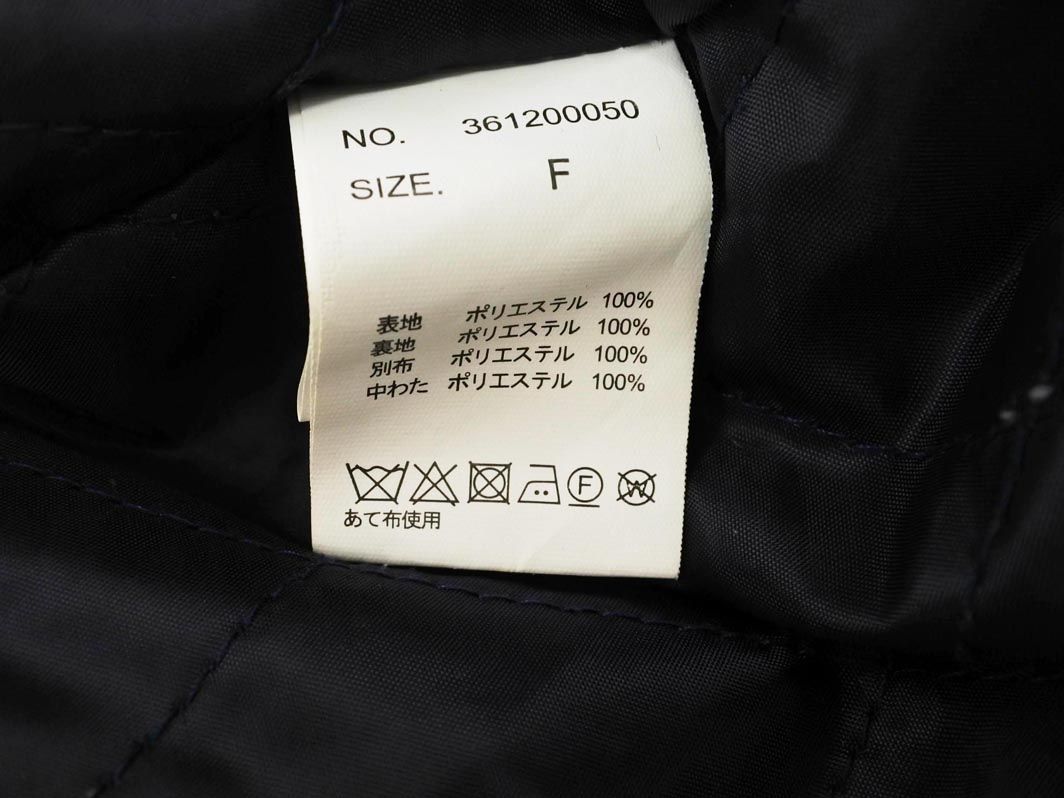 NO. 361200050
SIZE. F
表地 ポリエステル 100%
裏地 ポリエステル 100%
別布 ポリエステル 100%
中わた ポリエステル 100%
F W
あて布使用